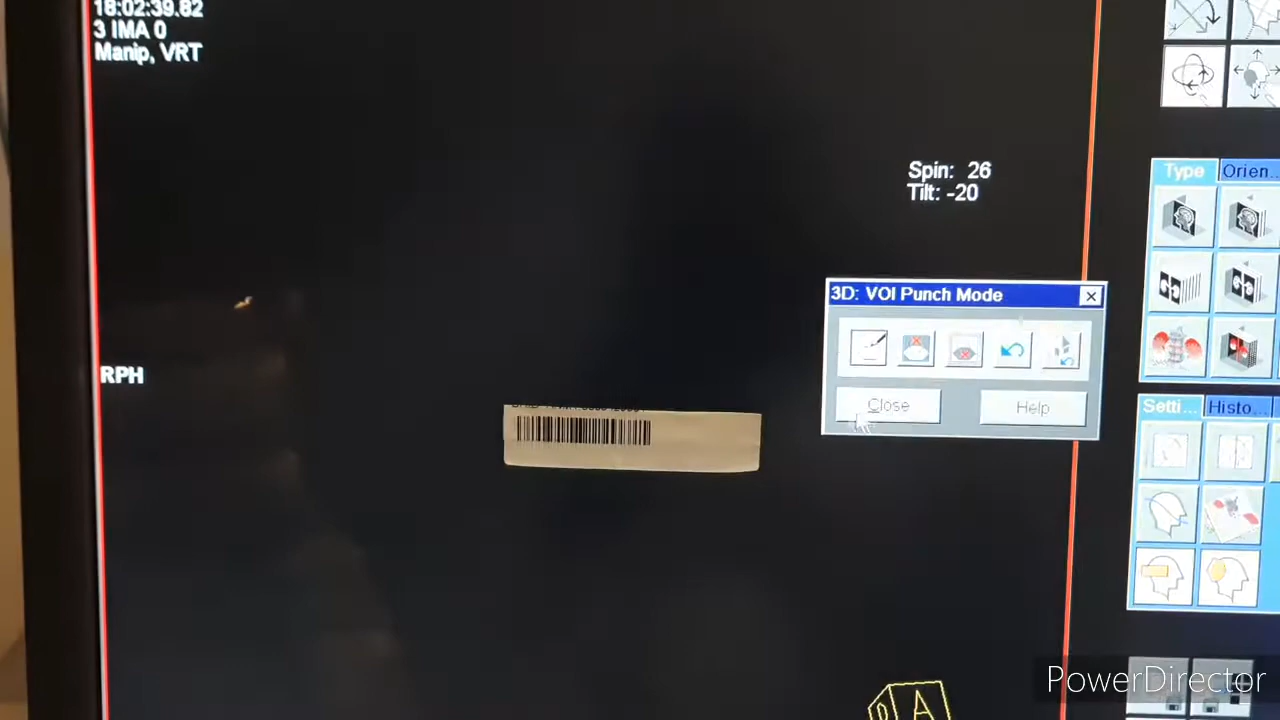 18:02:39.82
3 IMA 0
Manip, VRT
Spin: 26
Tilt: -20
Type
Orien...
3D: VOI Punch Mode
RPH
Close
Help
Setti...
Histo...
A
PowerDirector